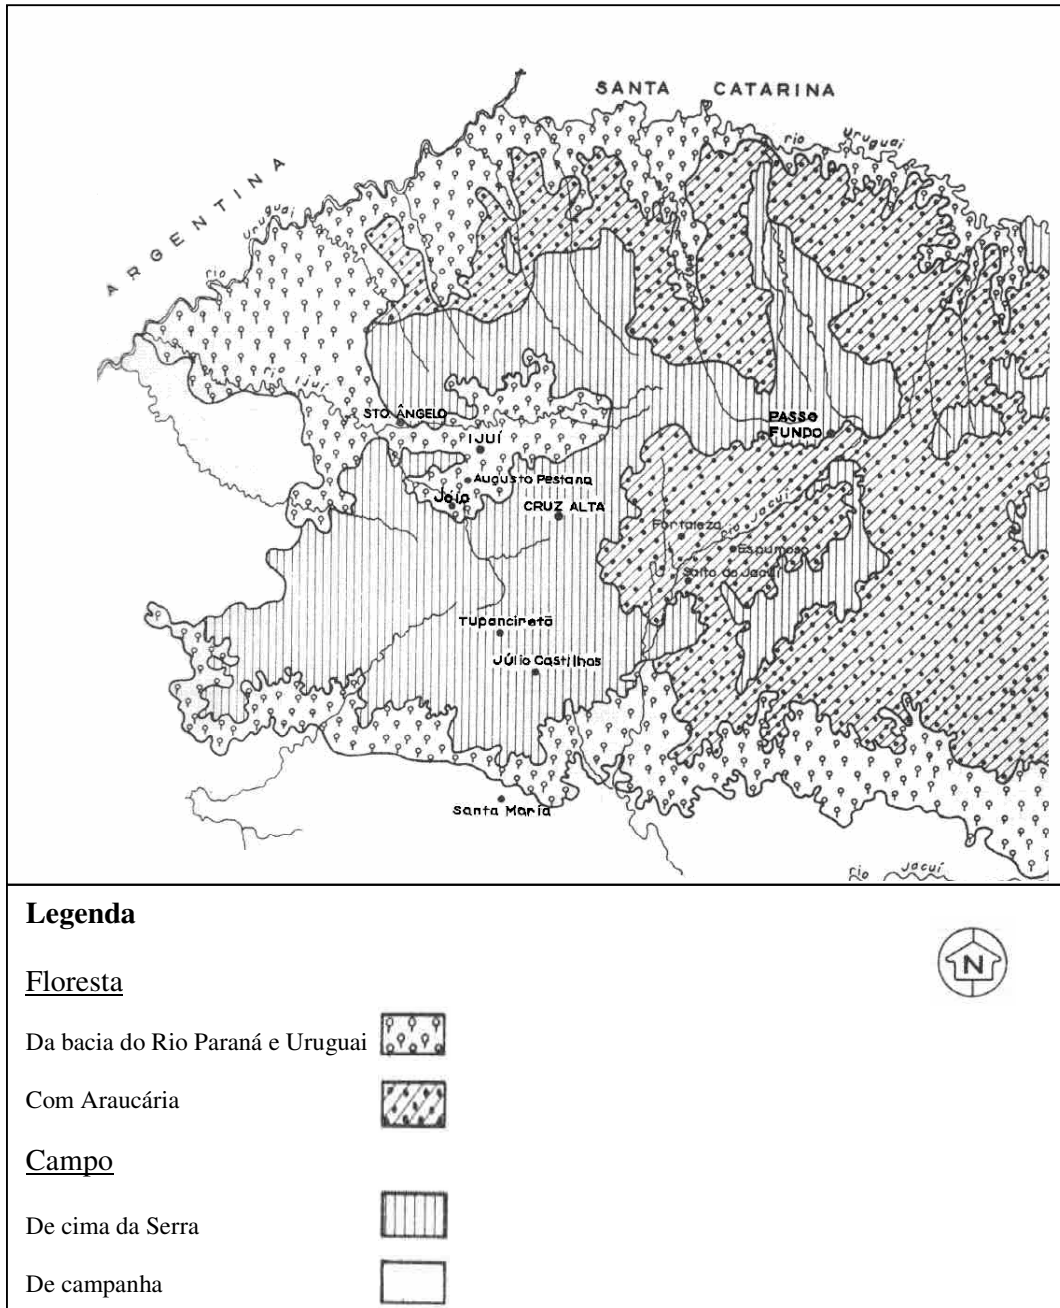 SANTA CATARINA
rio uruguai
ARGENTINA
rio uruguai
rio Ijuí
STO. ÂNGELO
IJUÍ
PASSO FUNDO
Augusto Pestana
Jóia
CRUZ ALTA
rio Jacuí
Fortaleza
Espumoso
Salto do Jacuí
Tupanciretã
Júlio Castilhos
Santa Maria
rio Jacuí
Legenda
N
Floresta
Da bacia do Rio Paraná e Uruguai
Com Araucária
Campo
De cima da Serra
De campanha